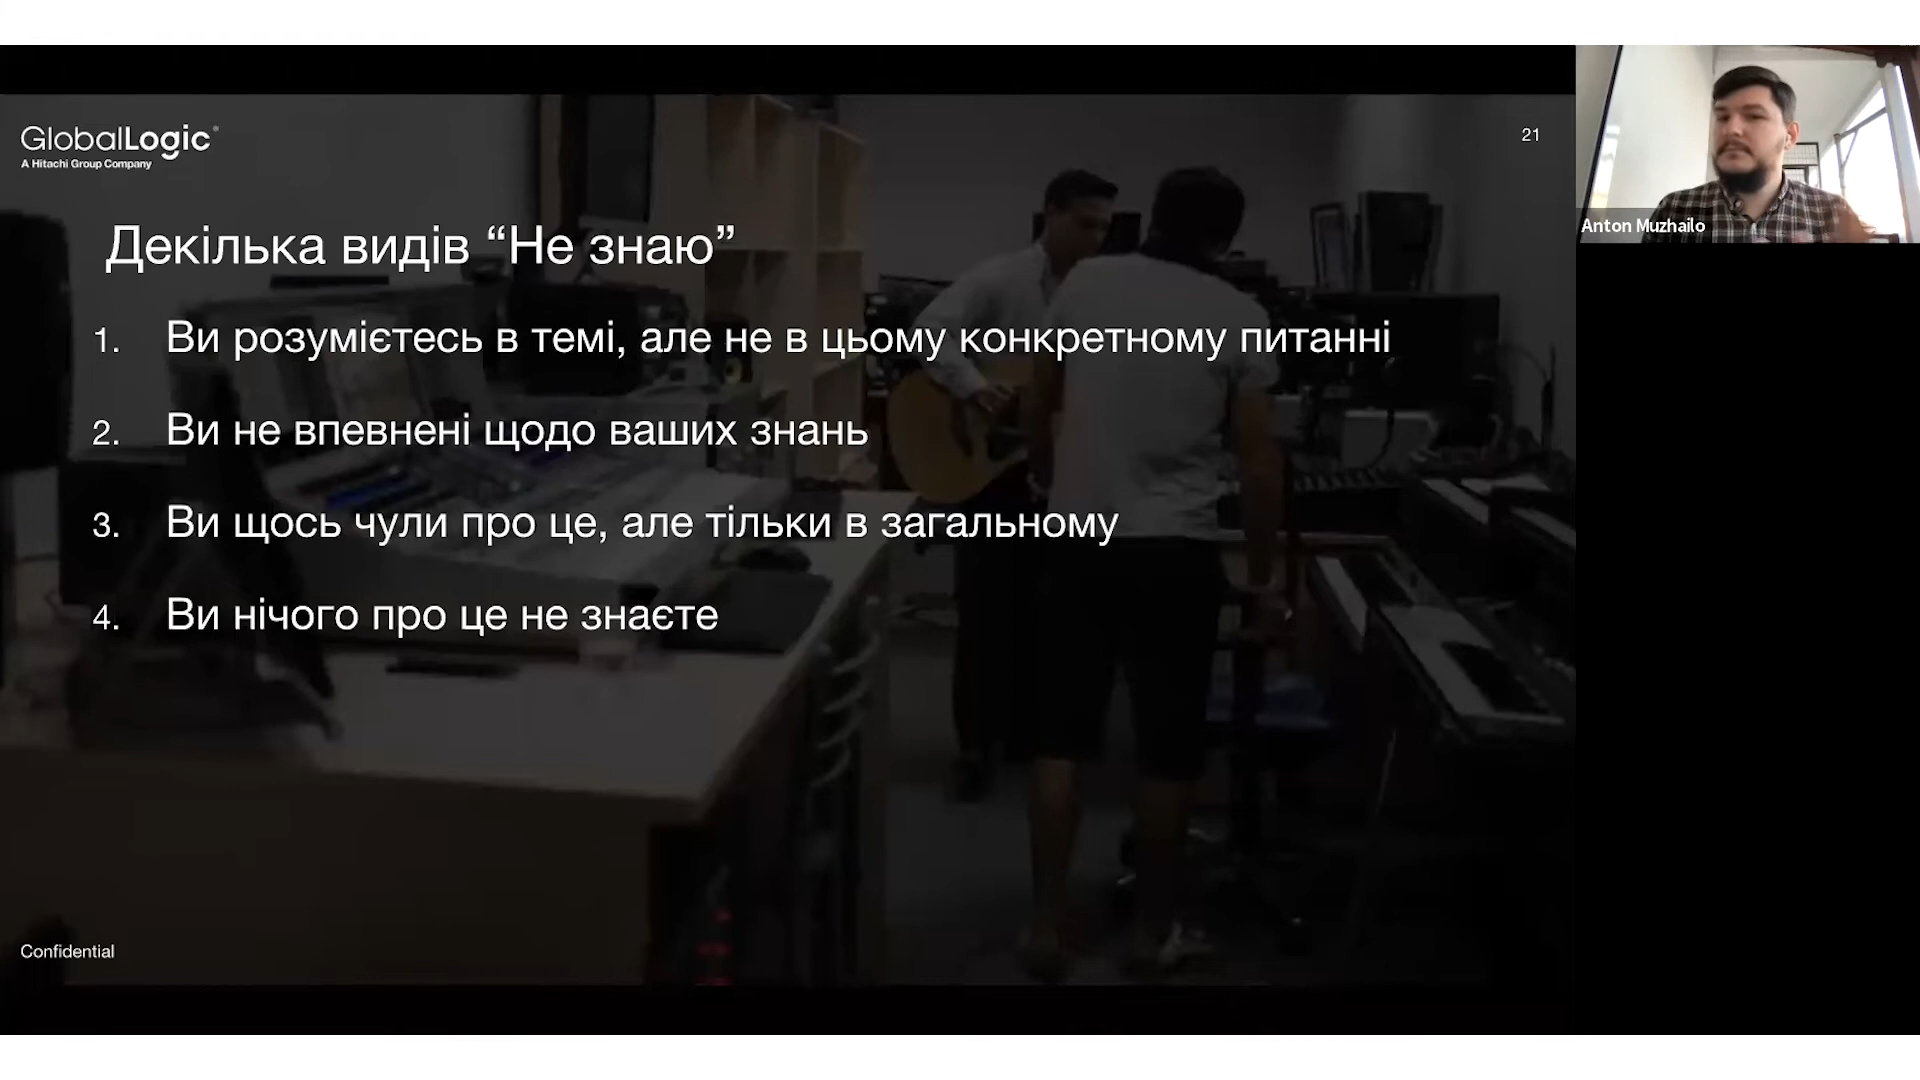 GlobalLogic®
A Hitachi Group Company
21
Anton Muzhailo
Декілька видів “Не знаю”
1. Ви розумієтесь в темі, але не в цьому конкретному питанні
2. Ви не впевнені щодо ваших знань
3. Ви щось чули про це, але тільки в загальному
4. Ви нічого про це не знаєте
Confidential